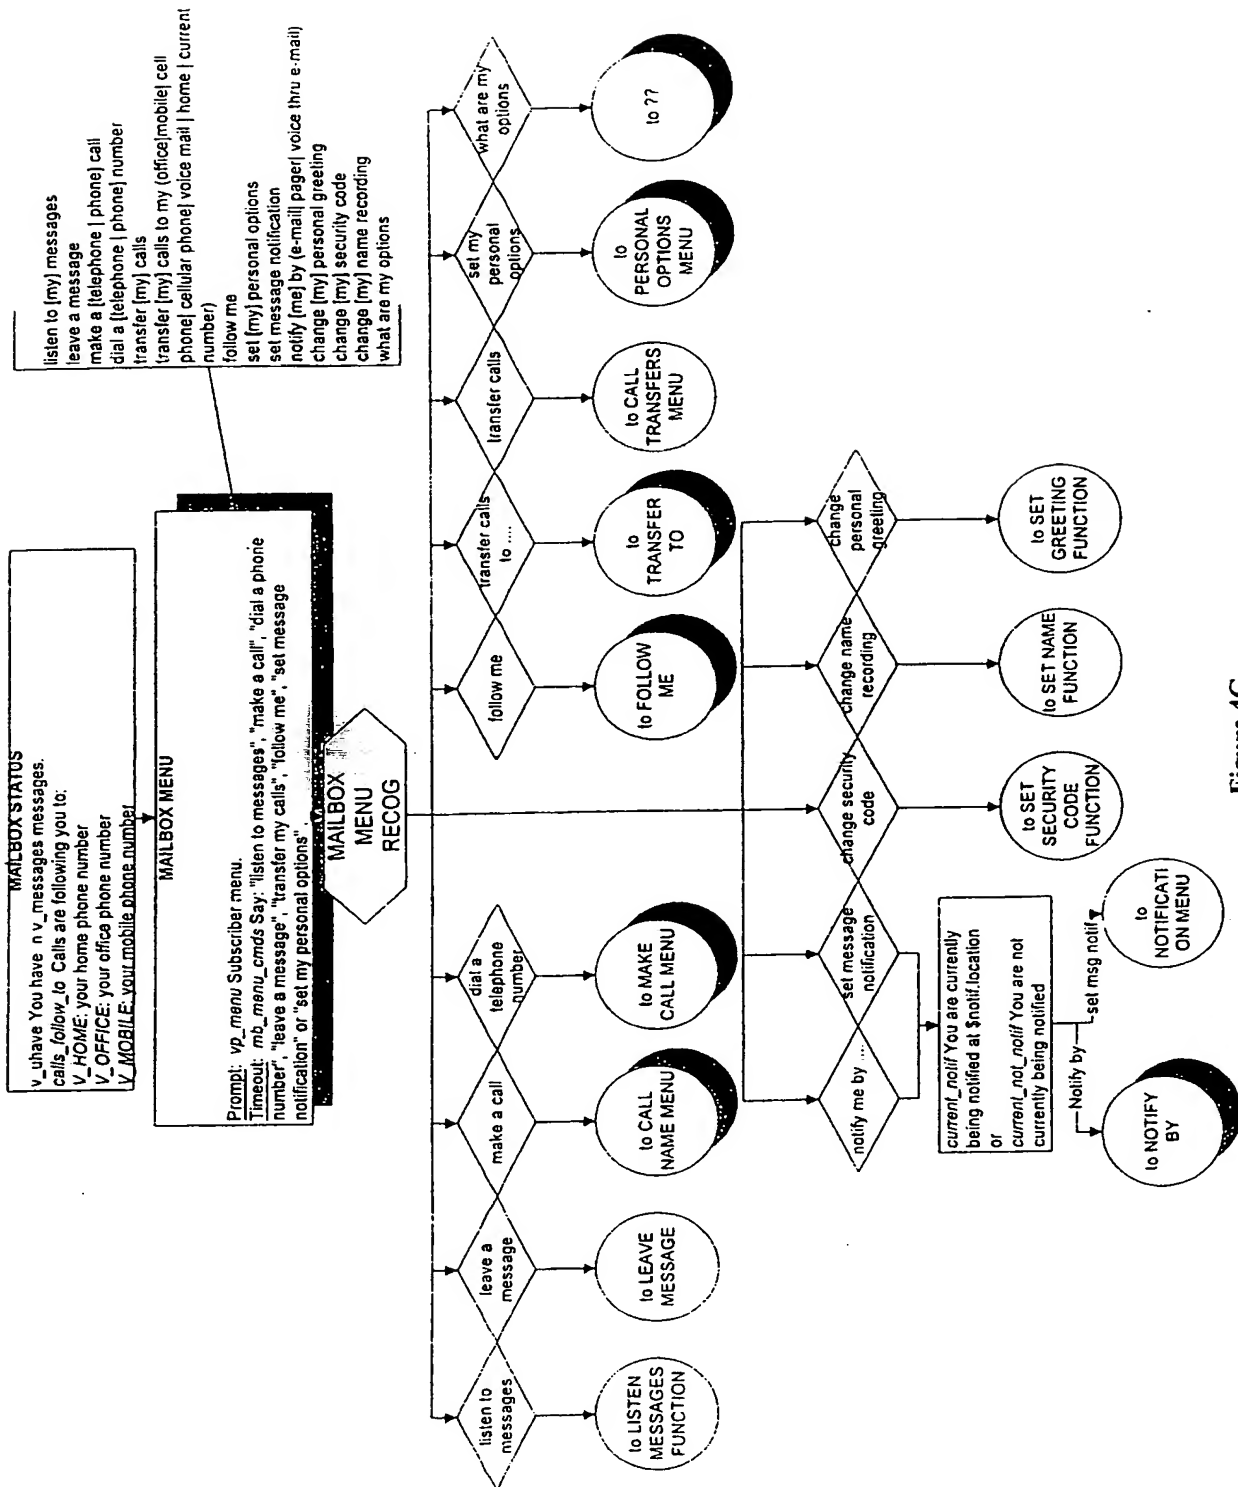 MAILBOX STATUS
v_uhave You have n v_messages messages.
calls_follow_to Calls are following you to:
V_HOME: your home phone number
V_OFFICE: your office phone number
V_MOBILE: your mobile phone number
MAILBOX MENU
Prompt: vp_menu Subscriber menu.
Timeout: mb_menu_cmds Say: "listen to messages", "make a call", "dial a phone
number", "leave a message", "transfer my calls", "follow me", "set message
notification" or "set my personal options".
listen to [my] messages
leave a message
make a [telephone | phone] call
dial a [telephone | phone] number
transfer [my] calls
transfer [my] calls to my (office|mobile| cell
phone| cellular phone| voice mail | home | current
number)
follow me
set [my] personal options
set message notification
notify [me] by (e-mail| pager| voice thru e-mail)
change [my] personal greeting
change [my] security code
change [my] name recording
what are my options
MAILBOX
MENU
RECOG
listen to
messages
leave a
message
make a call
dial a
telephone
number
follow me
transfer calls
to ....
transfer calls
set my
personal
options
what are my
options
to LISTEN
MESSAGES
FUNCTION
to LEAVE
MESSAGE
to CALL
NAME MENU
to MAKE
CALL MENU
to FOLLOW
ME
to
TRANSFER
TO
to CALL
TRANSFERS
MENU
to
PERSONAL
OPTIONS
MENU
to ??
notify me by ....
set message
notification
change security
code
change name
recording
change
personal
greeting
current_notif You are currently
being notified at $notif.location
or
current_not_notif You are not
currently being notified
to SET
SECURITY
CODE
FUNCTION
to SET NAME
FUNCTION
to SET
GREETING
FUNCTION
Notify by
set msg notif
to NOTIFY
BY
to
NOTIFICATI
ON MENU
Figure 4C